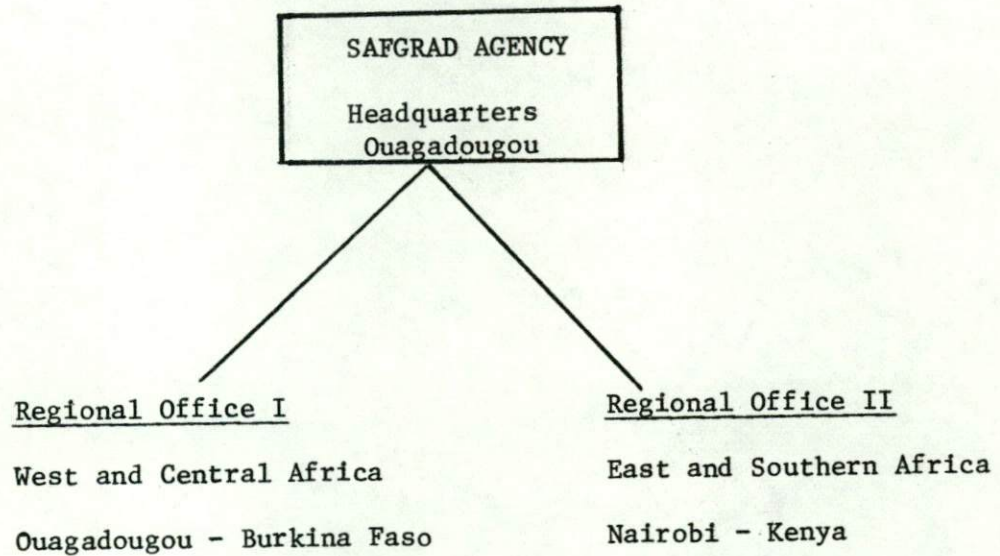 SAFGRAD AGENCY
Headquarters
Ouagadougou
Regional Office I
West and Central Africa
Ouagadougou - Burkina Faso
Regional Office II
East and Southern Africa
Nairobi - Kenya